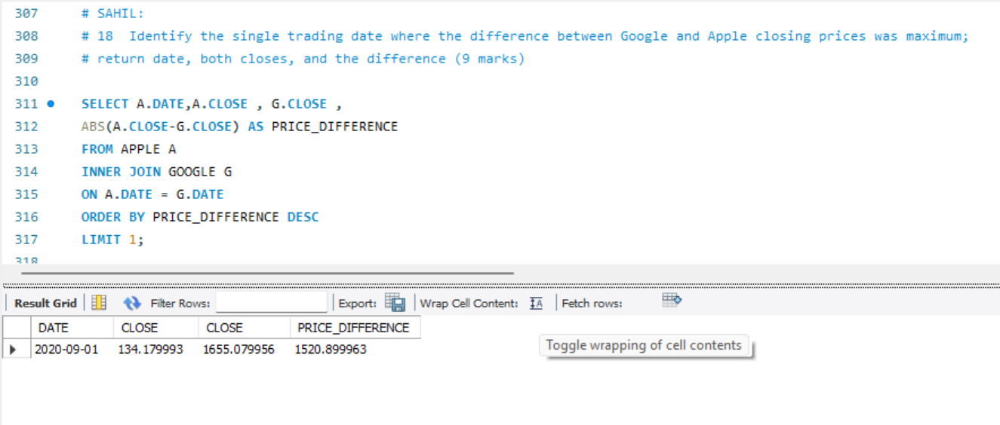 307 # SAHIL:
308 # 18  Identify the single trading date where the difference between Google and Apple closing prices was maximum;
309 # return date, both closes, and the difference (9 marks)
310
311 SELECT A.DATE,A.CLOSE , G.CLOSE ,
312 ABS(A.CLOSE-G.CLOSE) AS PRICE_DIFFERENCE
313 FROM APPLE A
314 INNER JOIN GOOGLE G
315 ON A.DATE = G.DATE
316 ORDER BY PRICE_DIFFERENCE DESC
317 LIMIT 1;
318
Result Grid Filter Rows: Export: Wrap Cell Content: Fetch rows:
DATE CLOSE CLOSE PRICE_DIFFERENCE
2020-09-01 134.179993 1655.079956 1520.899963
Toggle wrapping of cell contents